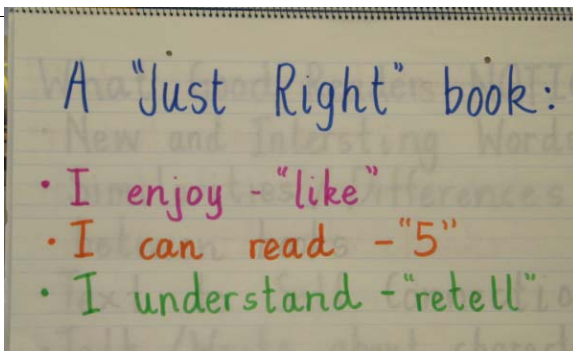 A "Just Right" book:
• I enjoy - "like"
• I can read - "5"
• I understand - "retell"